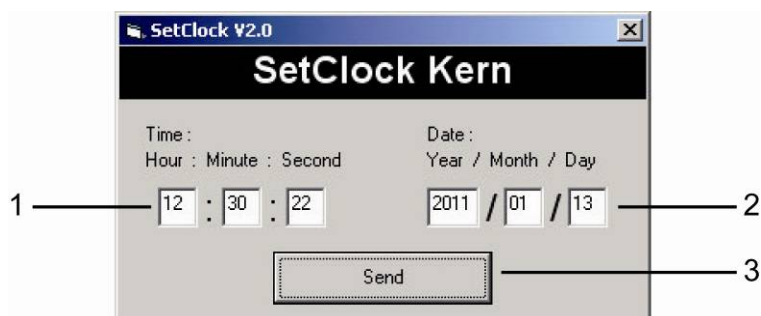 SetClock V2.0
SetClock Kern
Time : Date :
Hour : Minute : Second Year / Month / Day
1 12 : 30 : 22 2011 / 01 / 13 2
Send 3